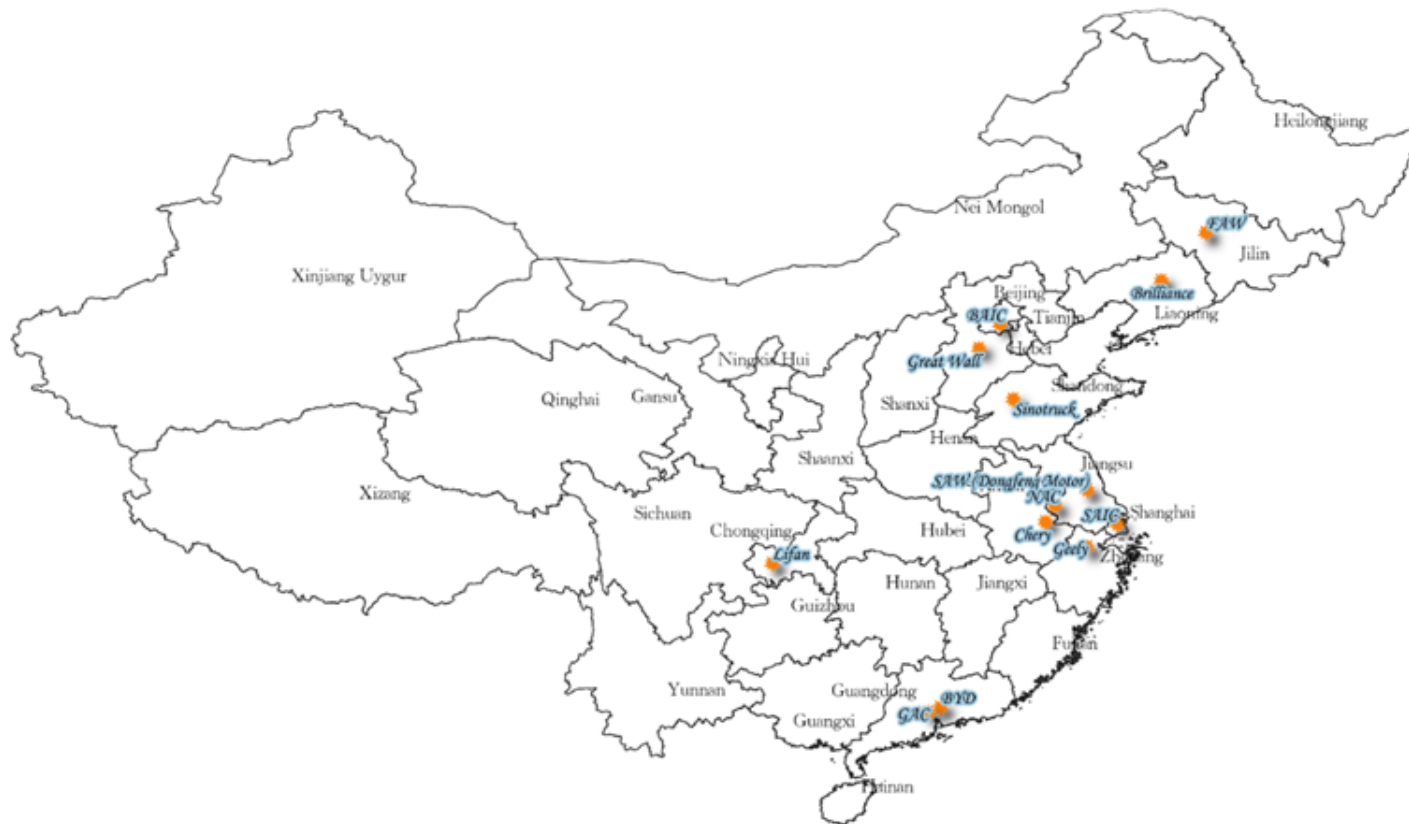 Heilongjiang
Nei Mongol
FAW
Jilin
Xinjiang Uygur
Brilliance
Liaoning
Beijing
BAIC
Tianjin
Hebei
Great Wall
Ningxia Hui
Shandong
Qinghai
Gansu
Shanxi
Sinotruck
Henan
Shaanxi
Jiangsu
Xizang
SAW (Dongfeng Motor)
NAC
Sichuan
SAIC
Shanghai
Chongqing
Hubei
Chery
Geely
Zhejiang
Lifan
Hunan
Jiangxi
Guizhou
Fujian
Yunnan
Guangdong
BYD
GAC
Guangxi
Hainan